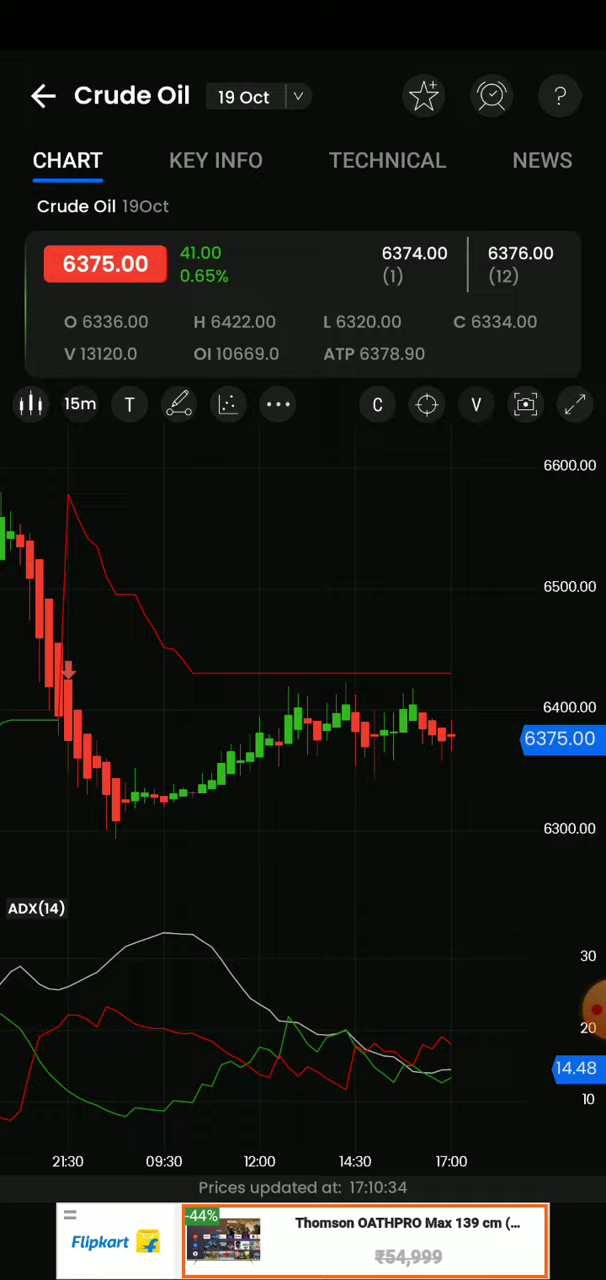 Crude Oil 19 Oct
CHART KEY INFO TECHNICAL NEWS
Crude Oil 19Oct
6375.00 41.00 0.65% 6374.00 (1) 6376.00 (12)
O 6336.00 H 6422.00 L 6320.00 C 6334.00
V 13120.0 OI 10669.0 ATP 6378.90
15m T C V
6600.00
6500.00
6400.00
6375.00
6300.00
ADX(14)
30
20
14.48
10
21:30 09:30 12:00 14:30 17:00
Prices updated at: 17:10:34
-44%
Flipkart
Thomson OATHPRO Max 139 cm (...
₹54,999